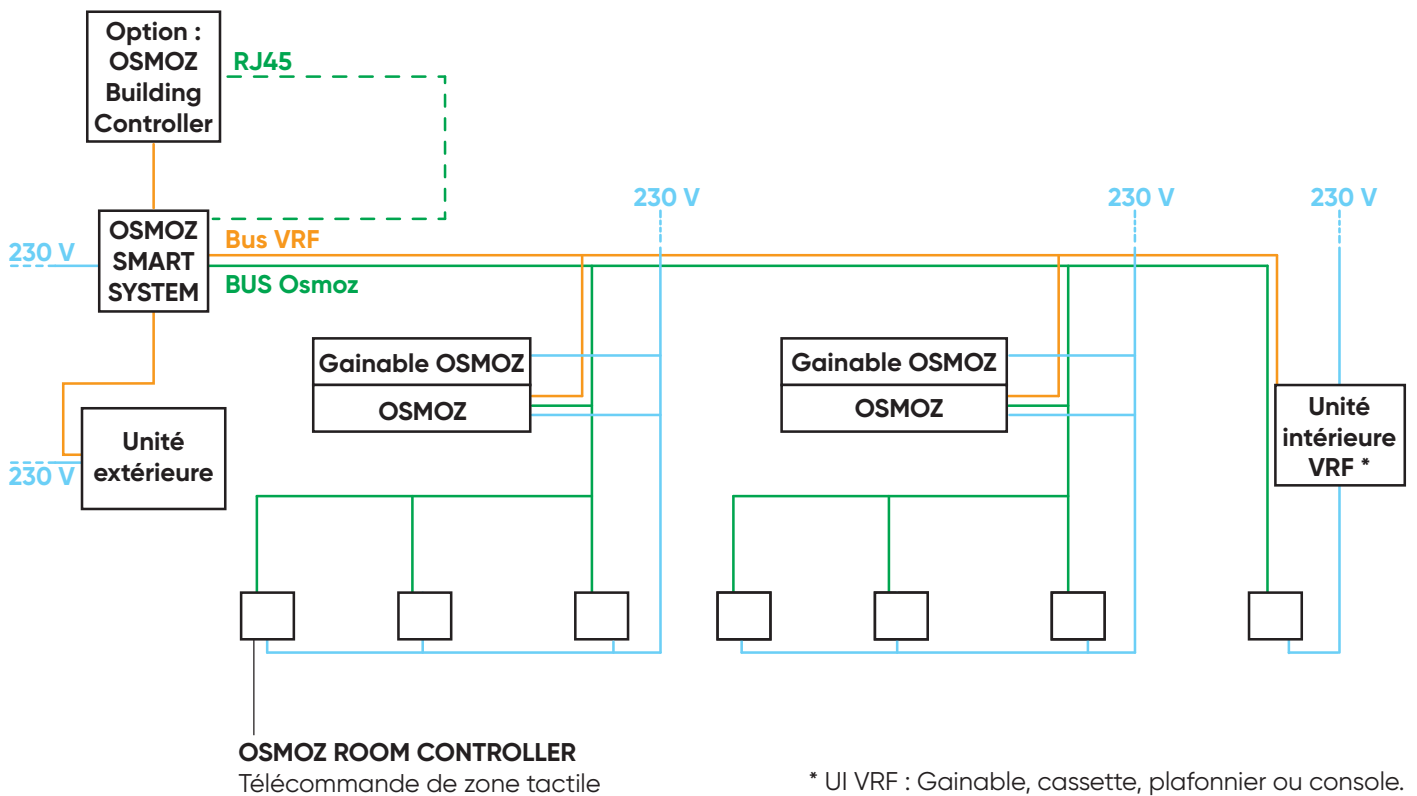 Option :
OSMOZ
Building
Controller
RJ45
230 V
230 V
230 V
OSMOZ
SMART
SYSTEM
230 V
Bus VRF
BUS Osmoz
Gainable OSMOZ
OSMOZ
Gainable OSMOZ
OSMOZ
Unité
intérieure
VRF *
Unité
extérieure
230 V
OSMOZ ROOM CONTROLLER
Télécommande de zone tactile
* UI VRF : Gainable, cassette, plafonnier ou console.